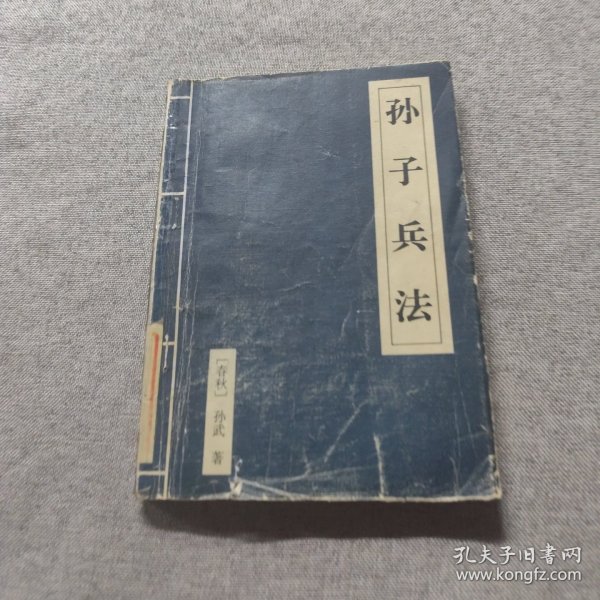 孙子兵法
［春秋］ 孙武 著
孔夫子旧书网
www.kongfz.com